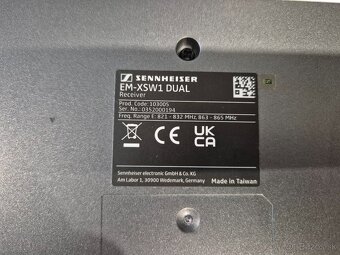 SENNHEISER
EM-XSW1 DUAL
Receiver
Prod. Code: 103005
Ser. No.: 0352000194
Freq. Range E: 821 - 832 MHz, 863 - 865 MHz
CE UK CA
Sennheiser electronic GmbH & Co. KG
Am Labor 1, 30900 Wedemark, Germany
Made in Taiwan